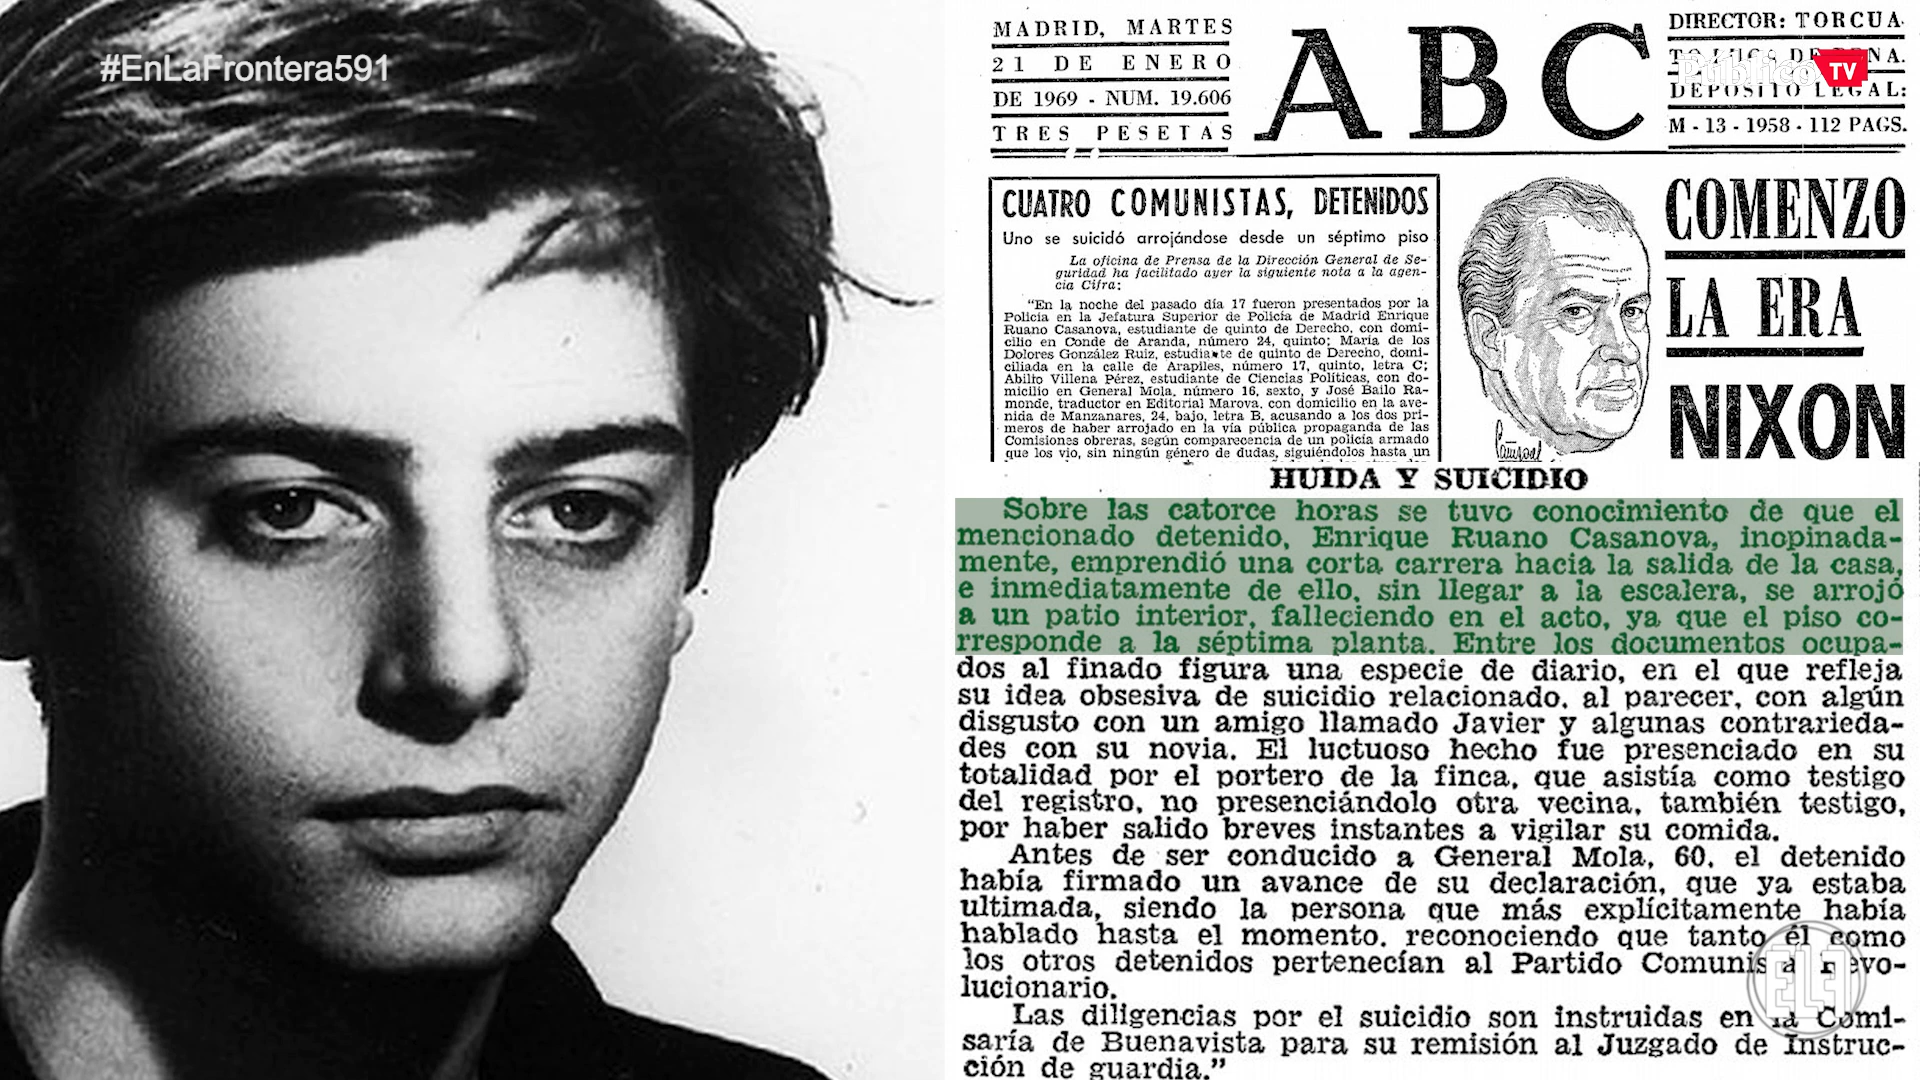 #EnLaFrontera591
MADRID, MARTES
21 DE ENERO
DE 1969 - NUM. 19.606
TRES PESETAS
ABC
DIRECTOR: TORCUA-
TO LUCA DE TENA.
DEPOSITO LEGAL:
M - 13 - 1958 - 112 PAGS.
Público TV
CUATRO COMUNISTAS, DETENIDOS
Uno se suicidó arrojándose desde un séptimo piso
La oficina de Prensa de la Dirección General de Se-
guridad ha facilitado ayer la siguiente nota a la agen-
cia Cifra:
"En la noche del pasado día 17 fueron presentados por la
Policía en la Jefatura Superior de Policía de Madrid Enrique
Ruano Casanova, estudiante de quinto de Derecho, con domi-
cilio en Conde de Aranda, número 24, quinto; María de los
Dolores González Ruiz, estudiante de quinto de Derecho, domi-
ciliada en la calle de Arapiles, número 17, quinto, letra C;
Abilio Villena Pérez, estudiante de Ciencias Políticas, con do-
micilio en General Mola, número 16, sexto, y José Bailo Ra-
monde, traductor en Editorial Marova, con domicilio en la ave-
nida de Manzanares, 24, bajo, letra B, acusando a los dos pri-
meros de haber arrojado en la vía pública propaganda de las
Comisiones obreras, según comparecencia de un policía armado
que los vio, sin ningún género de dudas, siguiéndolos hasta un
COMENZO
LA ERA
NIXON
HUIDA Y SUICIDIO
Sobre las catorce horas se tuvo conocimiento de que el
mencionado detenido, Enrique Ruano Casanova, inopinada-
mente, emprendió una corta carrera hacia la salida de la casa,
e inmediatamente de ello, sin llegar a la escalera, se arrojó
a un patio interior, falleciendo en el acto, ya que el piso co-
rresponde a la séptima planta. Entre los documentos ocupa-
dos al finado figura una especie de diario, en el que refleja
su idea obsesiva de suicidio relacionado, al parecer, con algún
disgusto con un amigo llamado Javier y algunas contrarieda-
des con su novia. El luctuoso hecho fue presenciado en su
totalidad por el portero de la finca, que asistía como testigo
del registro, no presenciándolo otra vecina, también testigo,
por haber salido breves instantes a vigilar su comida.
Antes de ser conducido a General Mola, 60, el detenido
había firmado un avance de su declaración, que ya estaba
ultimada, siendo la persona que más explícitamente había
hablado hasta el momento, reconociendo que tanto él como
los otros detenidos pertenecían al Partido Comunista Revo-
lucionario.
Las diligencias por el suicidio son instruidas en la Comi-
saría de Buenavista para su remisión al Juzgado de Instruc-
ción de guardia."
ELF